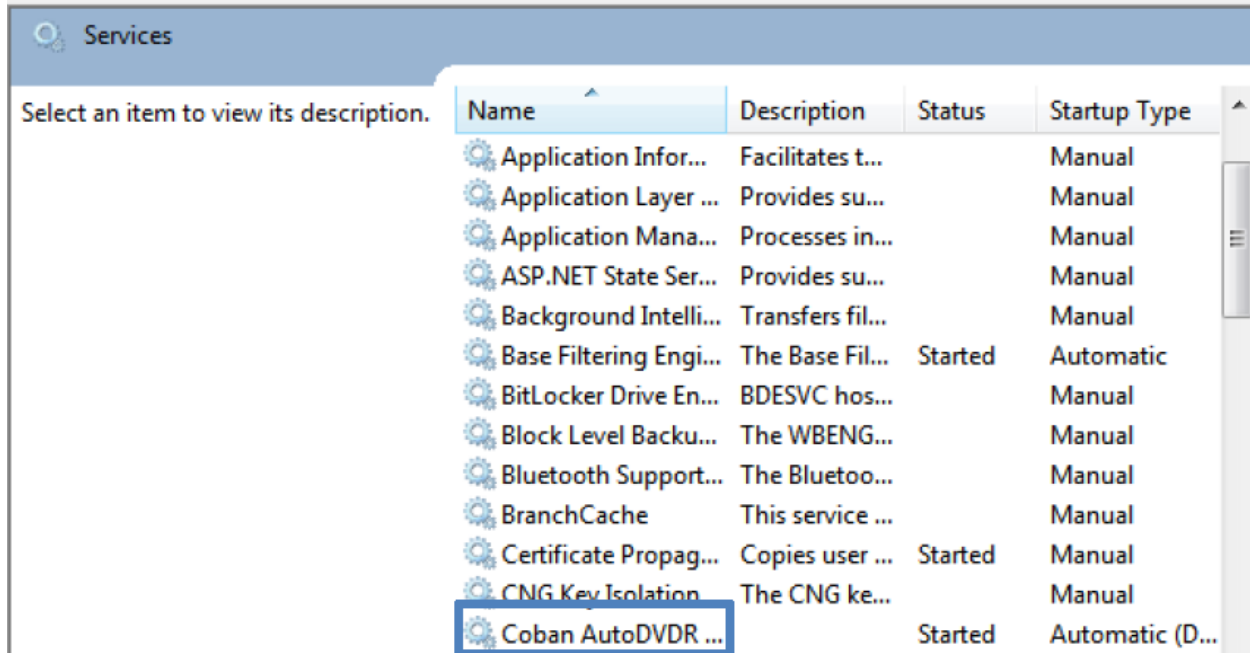 Services
Select an item to view its description.
Name Description Status Startup Type
Application Infor... Facilitates t... Manual
Application Layer ... Provides su... Manual
Application Mana... Processes in... Manual
ASP.NET State Ser... Provides su... Manual
Background Intelli... Transfers fil... Manual
Base Filtering Engi... The Base Fil... Started Automatic
BitLocker Drive En... BDESVC hos... Manual
Block Level Backu... The WBENG... Manual
Bluetooth Support... The Bluetoo... Manual
BranchCache This service ... Manual
Certificate Propag... Copies user ... Started Manual
CNG Key Isolation The CNG ke... Manual
Coban AutoDVDR ... Started Automatic (D...